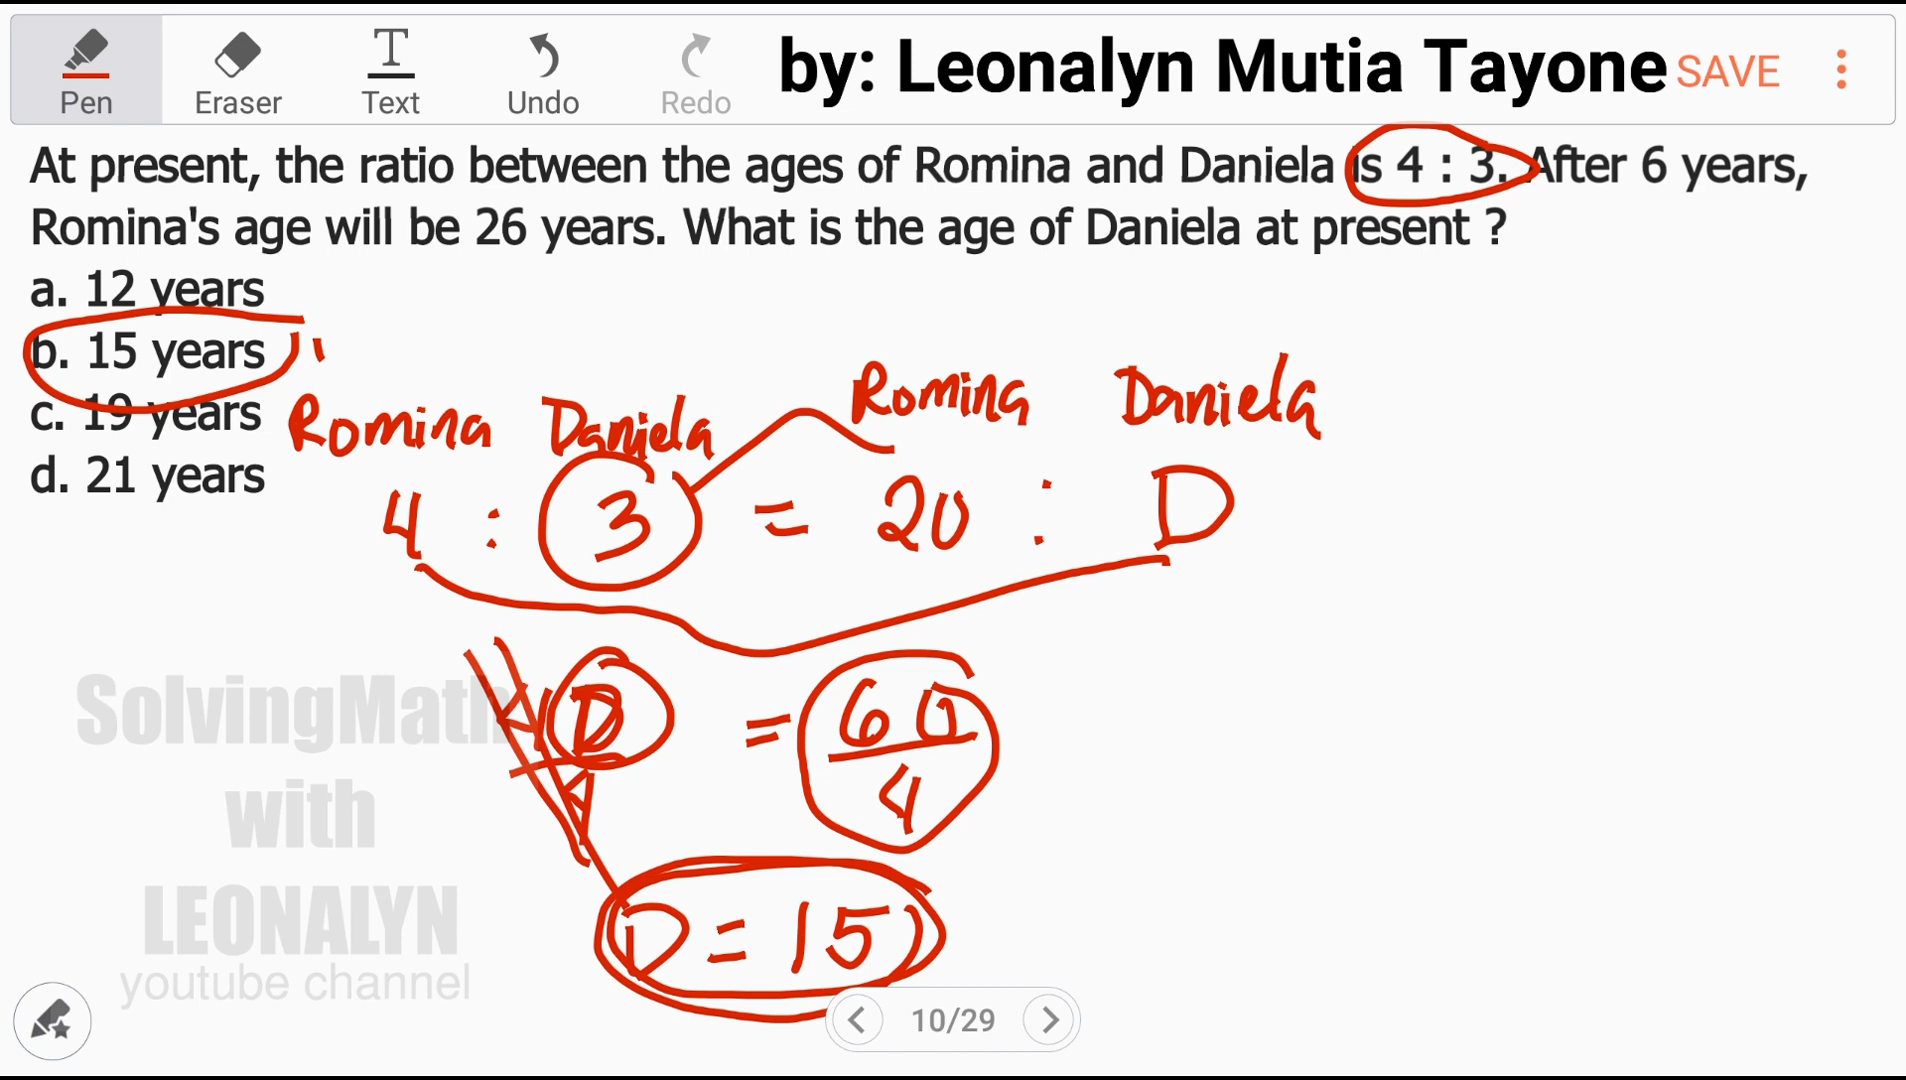 by: Leonalyn Mutia Tayone SAVE
Pen Eraser Text Undo Redo
At present, the ratio between the ages of Romina and Daniela is 4 : 3. After 6 years,
Romina's age will be 26 years. What is the age of Daniela at present ?
a. 12 years
b. 15 years
c. 19 years
d. 21 years
Romina Daniela Romina Daniela
4 : 3 = 20 : D
4D = 60
4 4
D = 15
SolvingMath
with
LEONALYN
youtube channel
10/29